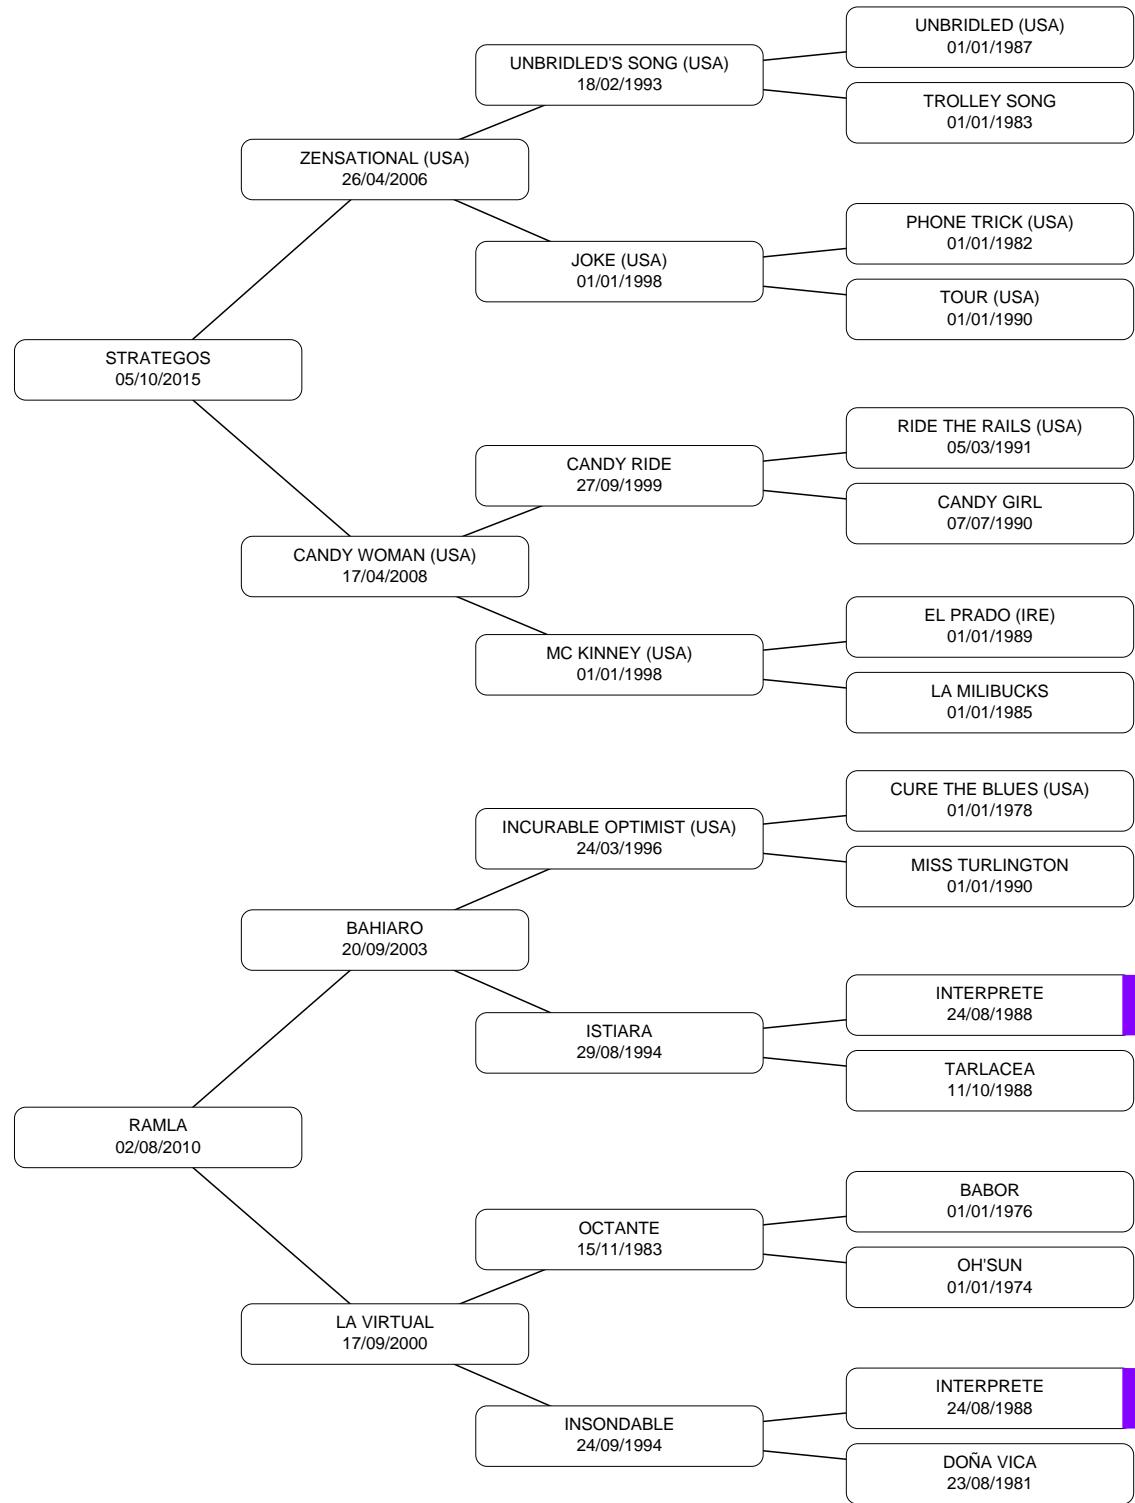 UNBRIDLED (USA)
01/01/1987
UNBRIDLED'S SONG (USA)
18/02/1993
TROLLEY SONG
01/01/1983
ZENSATIONAL (USA)
26/04/2006
PHONE TRICK (USA)
01/01/1982
JOKE (USA)
01/01/1998
TOUR (USA)
01/01/1990
STRATEGOS
05/10/2015
RIDE THE RAILS (USA)
05/03/1991
CANDY RIDE
27/09/1999
CANDY GIRL
07/07/1990
CANDY WOMAN (USA)
17/04/2008
EL PRADO (IRE)
01/01/1989
MC KINNEY (USA)
01/01/1998
LA MILIBUCKS
01/01/1985
CURE THE BLUES (USA)
01/01/1978
INCURABLE OPTIMIST (USA)
24/03/1996
MISS TURLINGTON
01/01/1990
BAHIARO
20/09/2003
INTERPRETE
24/08/1988
ISTIARA
29/08/1994
TARLACEA
11/10/1988
RAMLA
02/08/2010
BABOR
01/01/1976
OCTANTE
15/11/1983
OH'SUN
01/01/1974
LA VIRTUAL
17/09/2000
INTERPRETE
24/08/1988
INSONDABLE
24/09/1994
DOÑA VICA
23/08/1981